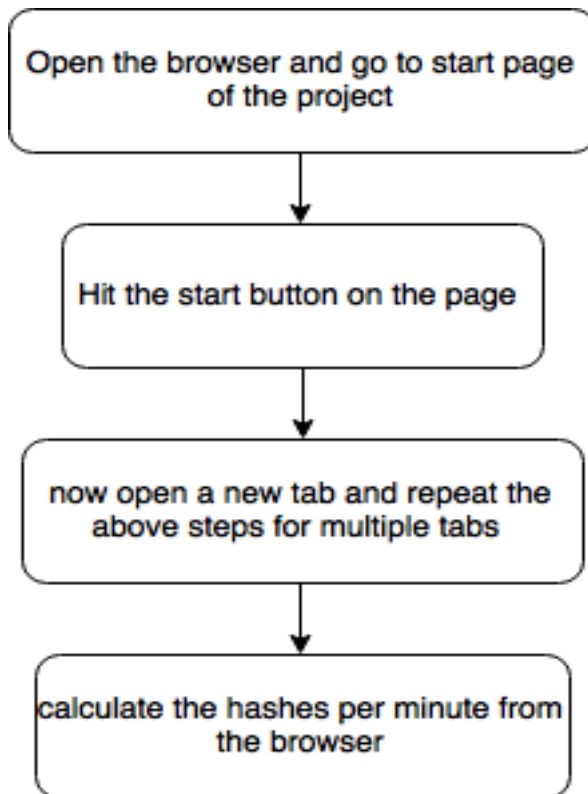 Open the browser and go to start page
of the project
Hit the start button on the page
now open a new tab and repeat the
above steps for multiple tabs
calculate the hashes per minute from
the browser